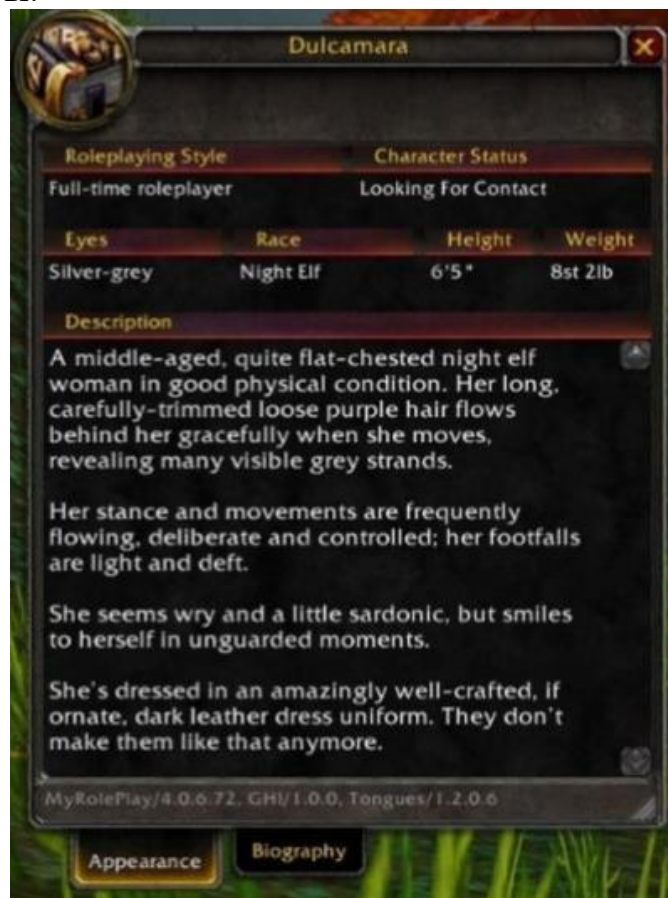 Dulcamara
Roleplaying Style Character Status
Full-time roleplayer Looking For Contact
Eyes Race Height Weight
Silver-grey Night Elf 6'5" 8st 2lb
Description
A middle-aged, quite flat-chested night elf
woman in good physical condition. Her long,
carefully-trimmed loose purple hair flows
behind her gracefully when she moves,
revealing many visible grey strands.
Her stance and movements are frequently
flowing, deliberate and controlled; her footfalls
are light and deft.
She seems wry and a little sardonic, but smiles
to herself in unguarded moments.
She's dressed in an amazingly well-crafted, if
ornate, dark leather dress uniform. They don't
make them like that anymore.
MyRolePlay/4.0.6.72, GHI/1.0.0, Tongues/1.2.0.6
Appearance Biography